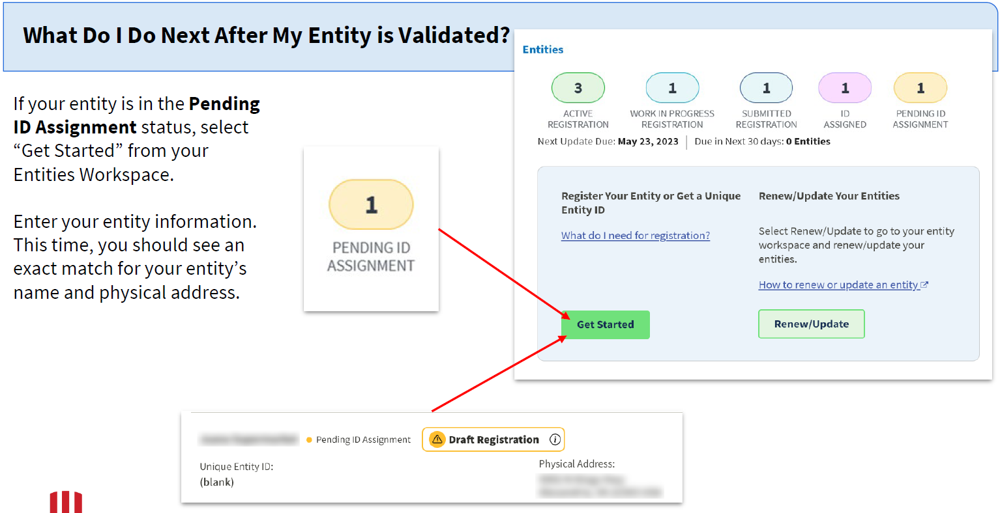 What Do I Do Next After My Entity is Validated?
If your entity is in the Pending
ID Assignment status, select
“Get Started” from your
Entities Workspace.
Enter your entity information.
This time, you should see an
exact match for your entity’s
name and physical address.
1
PENDING ID
ASSIGNMENT
Entities
3
ACTIVE
REGISTRATION
1
WORK IN PROGRESS
REGISTRATION
1
SUBMITTED
REGISTRATION
1
ID
ASSIGNED
1
PENDING ID
ASSIGNMENT
Next Update Due: May 23, 2023 | Due in Next 30 days: 0 Entities
Register Your Entity or Get a Unique
Entity ID
What do I need for registration?
Get Started
Renew/Update Your Entities
Select Renew/Update to go to your entity
workspace and renew/update your
entities.
How to renew or update an entity
Renew/Update
Pending ID Assignment
Draft Registration
Unique Entity ID:
(blank)
Physical Address: